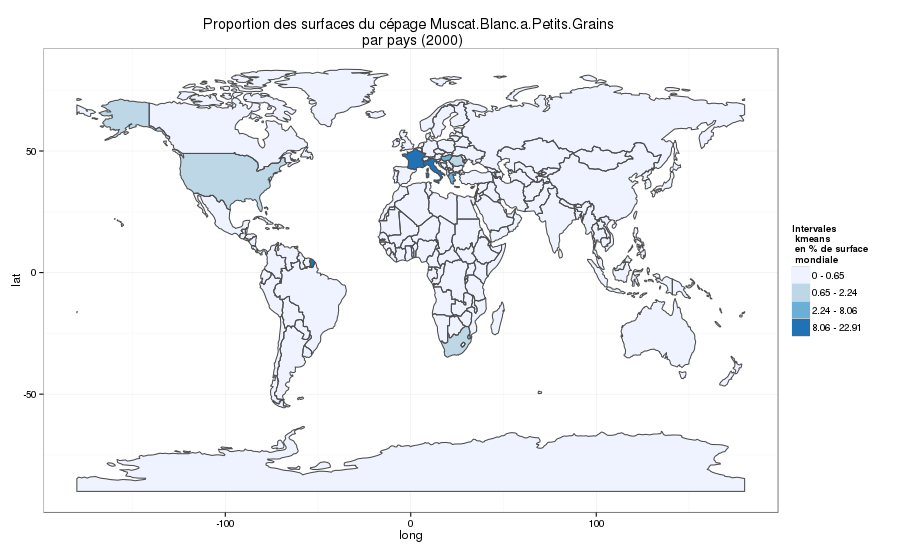 Proportion des surfaces du cépage Muscat.Blanc.a.Petits.Grains
par pays (2000)
50
0
-50
lat
-100
0
100
long
Intervales
kmeans
en % de surface
mondiale
0 - 0.65
0.65 - 2.24
2.24 - 8.06
8.06 - 22.91